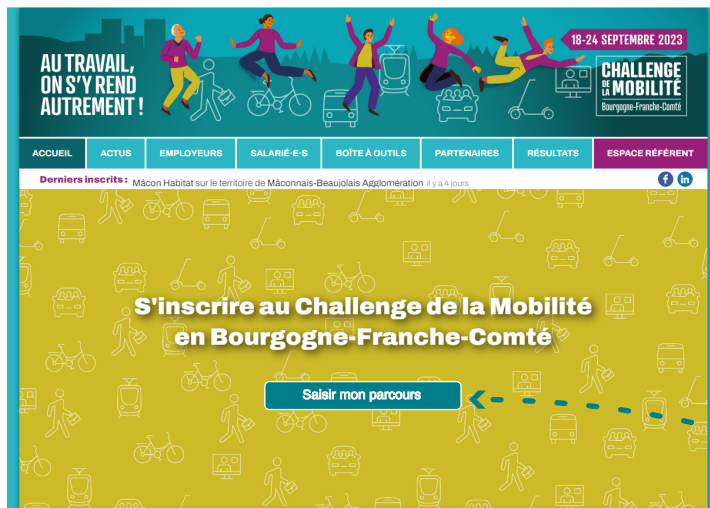 AU TRAVAIL,
ON S'Y REND
AUTREMENT !
18-24 SEPTEMBRE 2023
CHALLENGE
DE LA MOBILITÉ
Bourgogne-Franche-Comté
ACCUEIL ACTUS EMPLOYEURS SALARIÉ·E·S BOÎTE À OUTILS PARTENAIRES RÉSULTATS ESPACE RÉFÉRENT
Derniers inscrits : Mâcon Habitat sur le territoire de Mâconnais-Beaujolais Agglomération il y a 4 jours
S'inscrire au Challenge de la Mobilité
en Bourgogne-Franche-Comté
Saisir mon parcours